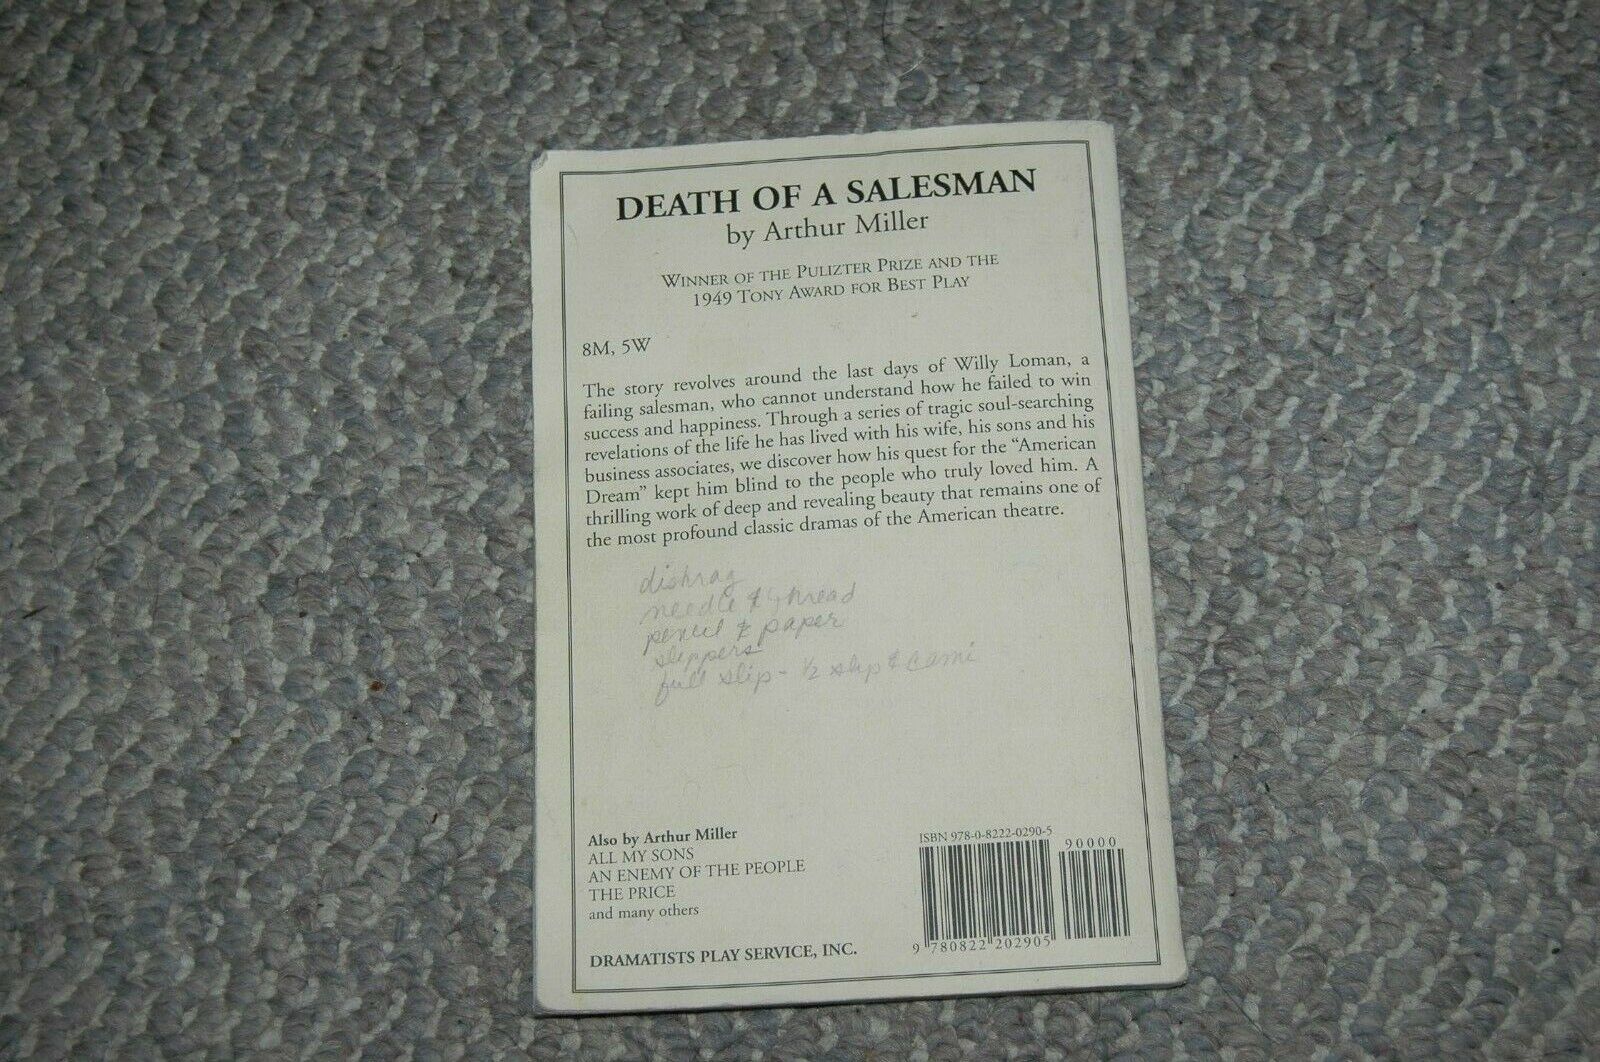 DEATH OF A SALESMAN
by Arthur Miller
WINNER OF THE PULIZTER PRIZE AND THE
1949 TONY AWARD FOR BEST PLAY
8M, 5W
The story revolves around the last days of Willy Loman, a
failing salesman, who cannot understand how he failed to win
success and happiness. Through a series of tragic soul-searching
revelations of the life he has lived with his wife, his sons and his
business associates, we discover how his quest for the “American
Dream” kept him blind to the people who truly loved him. A
thrilling work of deep and revealing beauty that remains one of
the most profound classic dramas of the American theatre.
dishrag
needle & thread
pencil & paper
slippers
full slip - 1/2 slip & cami
Also by Arthur Miller
ALL MY SONS
AN ENEMY OF THE PEOPLE
THE PRICE
and many others
DRAMATISTS PLAY SERVICE, INC.
ISBN 978-0-8222-0290-5
90000
9 780822 202905